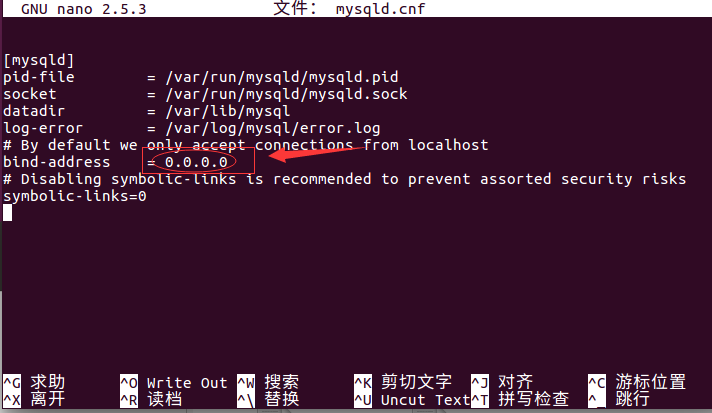 GNU nano 2.5.3 文件： mysqld.cnf
[mysqld]
pid-file = /var/run/mysqld/mysqld.pid
socket = /var/run/mysqld/mysqld.sock
datadir = /var/lib/mysql
log-error = /var/log/mysql/error.log
# By default we only accept connections from localhost
bind-address = 0.0.0.0
# Disabling symbolic-links is recommended to prevent assorted security risks
symbolic-links=0
^G 求助 ^O Write Out ^W 搜索 ^K 剪切文字 ^J 对齐 ^C 游标位置
^X 离开 ^R 读档 ^\ 替换 ^U Uncut Text ^T 拼写检查 ^_ 跳行